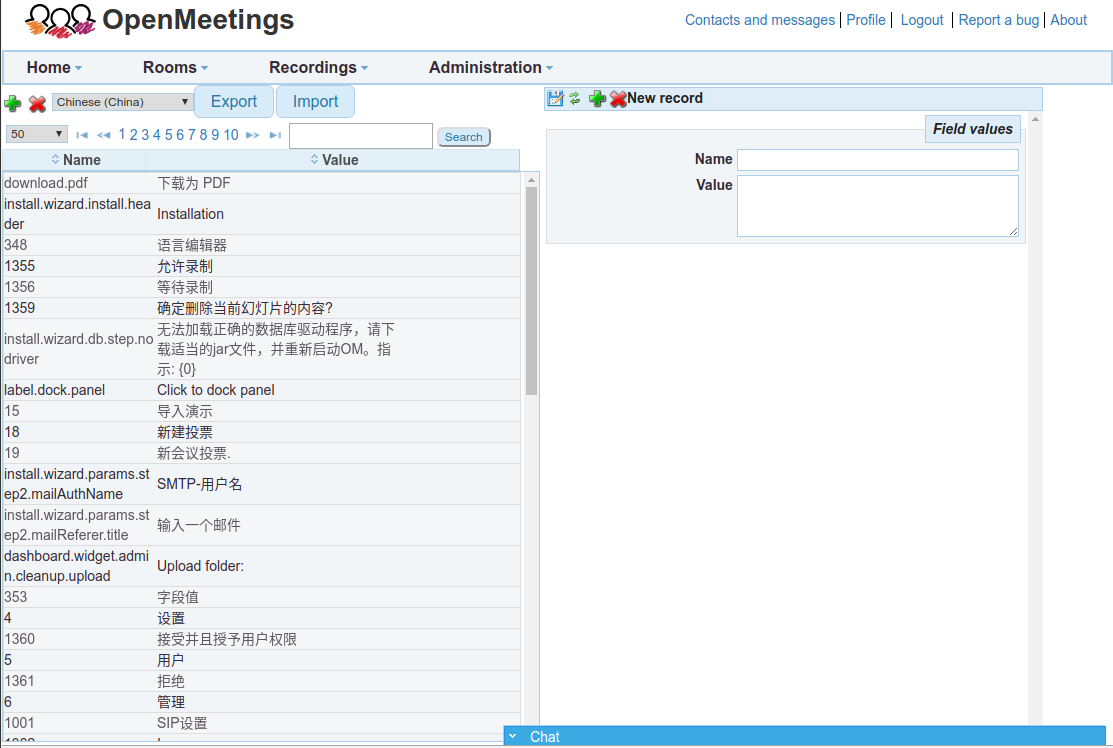 OpenMeetings
Contacts and messages | Profile | Logout | Report a bug | About
Home Rooms Recordings Administration
Chinese (China) Export Import
50 1 2 3 4 5 6 7 8 9 10 Search
Name Value
download.pdf 下载为 PDF
install.wizard.install.hea
der
Installation
348 语言编辑器
1355 允许录制
1356 等待录制
1359 确定删除当前幻灯片的内容?
install.wizard.db.step.no
driver
无法加载正确的数据库驱动程序，请下
载适当的jar文件，并重新启动OM。指
示: {0}
label.dock.panel Click to dock panel
15 导入演示
18 新建投票
19 新会议投票.
install.wizard.params.st
ep2.mailAuthName
SMTP-用户名
install.wizard.params.st
ep2.mailReferer.title
输入一个邮件
dashboard.widget.admi
n.cleanup.upload
Upload folder:
353 字段值
4 设置
1360 接受并且授予用户权限
5 用户
1361 拒绝
6 管理
1001 SIP设置
New record
Field values
Name
Value
Chat